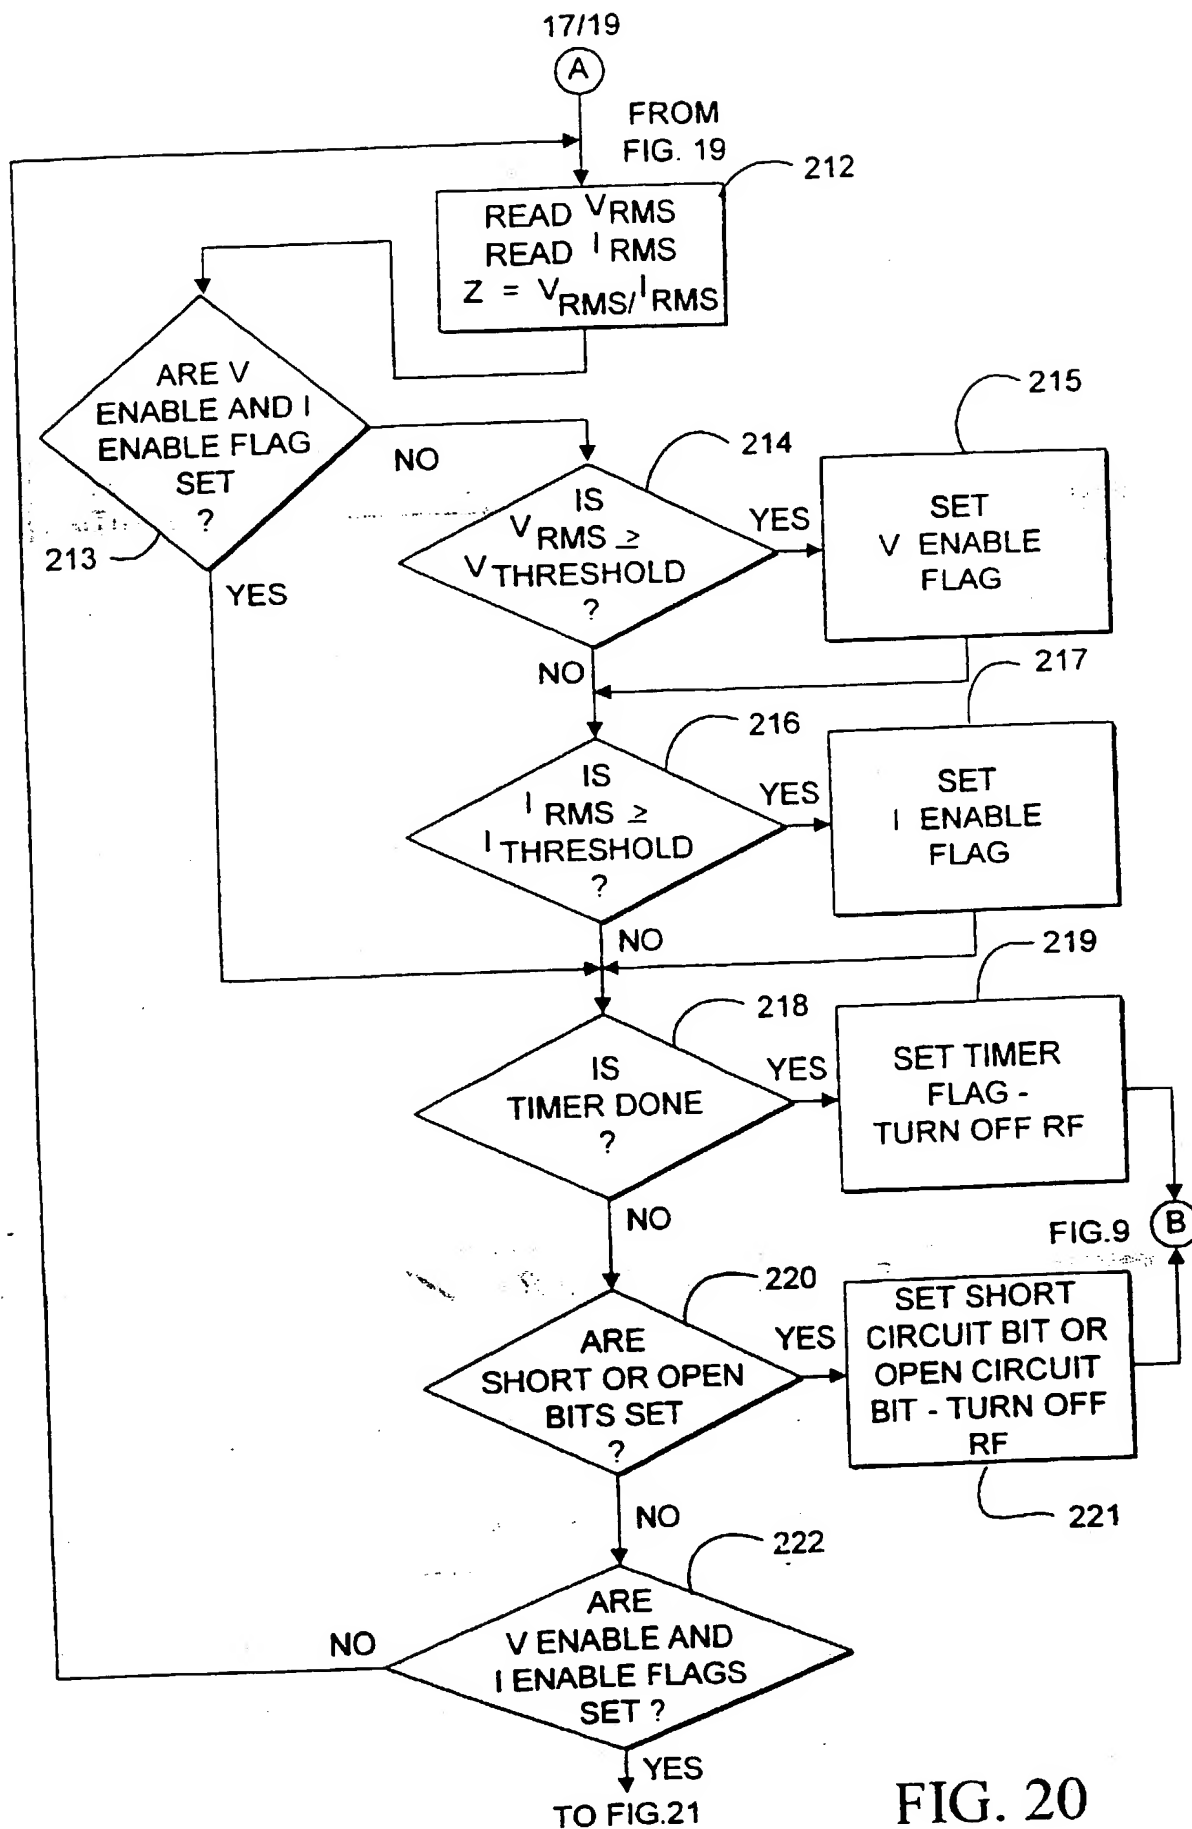 17/19
A
FROM
FIG. 19
212
READ VRMS
READ IRMS
Z = VRMS/IRMS
ARE V
ENABLE AND I
ENABLE FLAG
SET
?
213
NO
YES
214
IS
VRMS ≥
VTHRESHOLD
?
YES
NO
215
SET
V ENABLE
FLAG
216
IS
IRMS ≥
ITHRESHOLD
?
YES
NO
217
SET
I ENABLE
FLAG
218
IS
TIMER DONE
?
YES
NO
219
SET TIMER
FLAG -
TURN OFF RF
FIG.9
B
220
ARE
SHORT OR OPEN
BITS SET
?
YES
NO
SET SHORT
CIRCUIT BIT OR
OPEN CIRCUIT
BIT - TURN OFF
RF
221
222
ARE
V ENABLE AND
I ENABLE FLAGS
SET ?
NO
YES
TO FIG.21
FIG. 20